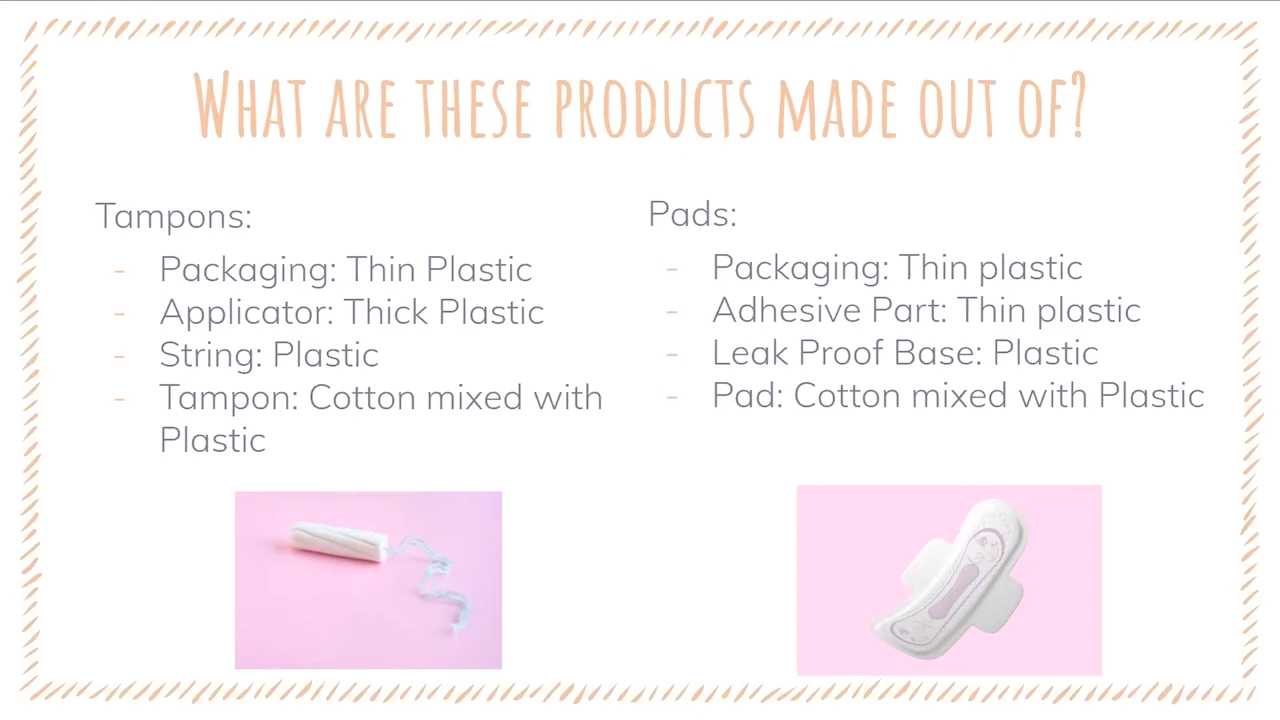 WHAT ARE THESE PRODUCTS MADE OUT OF?
Tampons:
- Packaging: Thin Plastic
- Applicator: Thick Plastic
- String: Plastic
- Tampon: Cotton mixed with
Plastic
Pads:
- Packaging: Thin plastic
- Adhesive Part: Thin plastic
- Leak Proof Base: Plastic
- Pad: Cotton mixed with Plastic